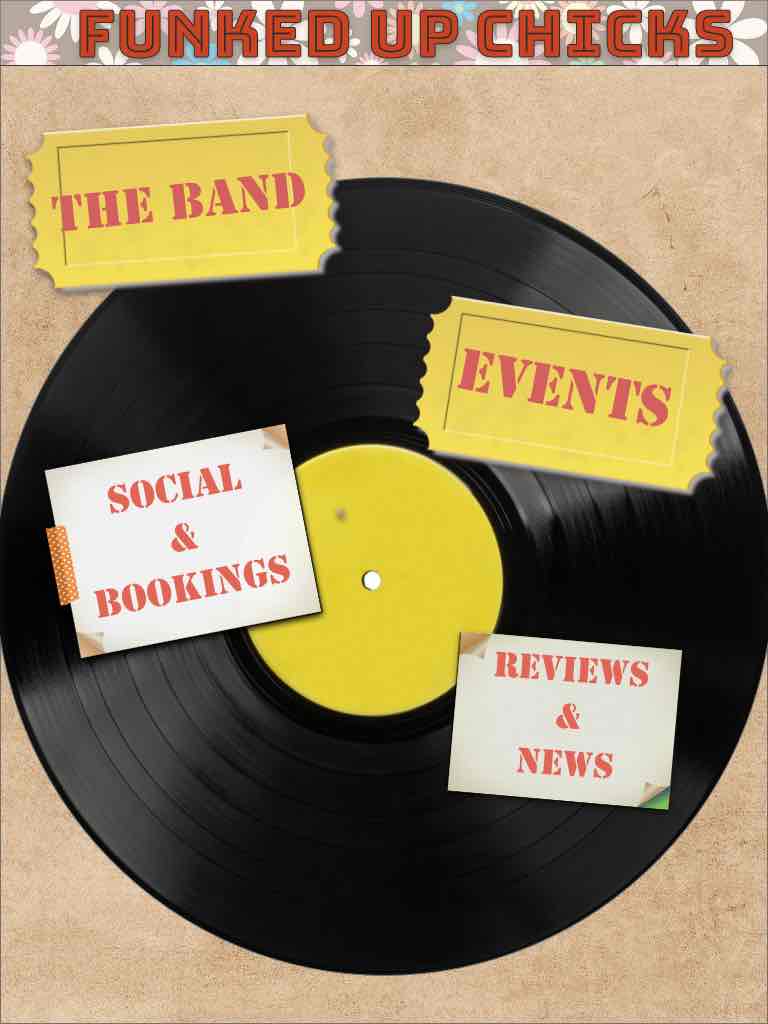 FUNKED UP CHICKS
THE BAND
EVENTS
SOCIAL
&
BOOKINGS
REVIEWS
&
NEWS